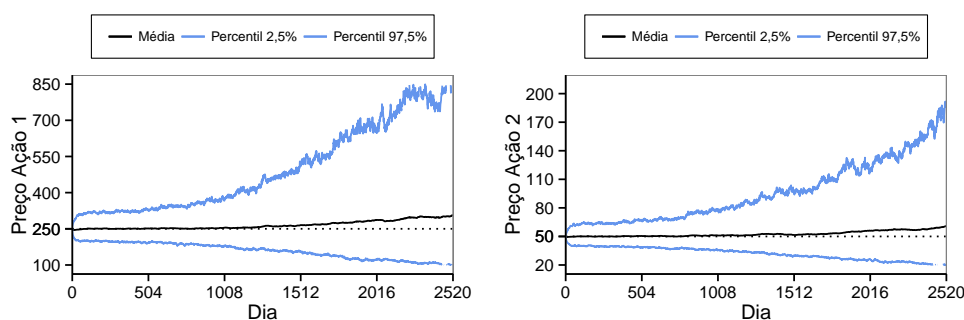 Média Percentil 2,5% Percentil 97,5%
850
700
550
400
250
100
Preço Ação 1
0 504 1008 1512 2016 2520
Dia
Média Percentil 2,5% Percentil 97,5%
200
170
140
110
80
50
20
Preço Ação 2
0 504 1008 1512 2016 2520
Dia